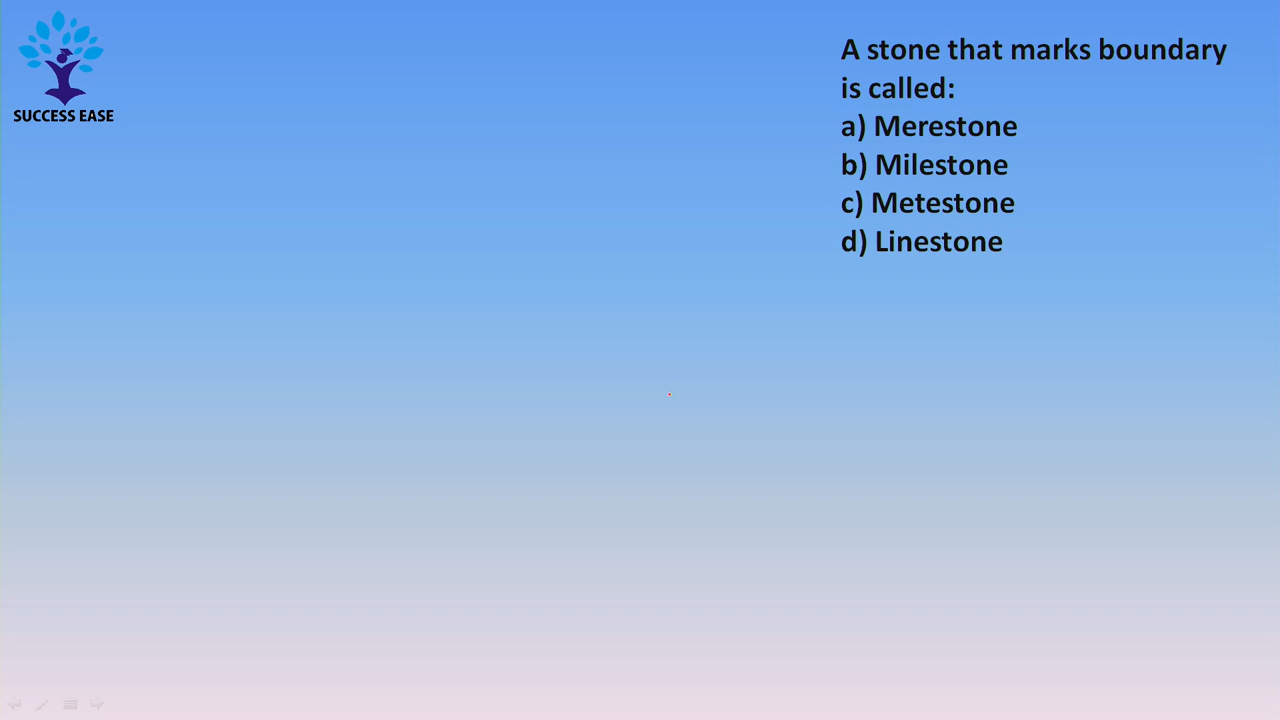 SUCCESS EASE
A stone that marks boundary
is called:
a) Merestone
b) Milestone
c) Metestone
d) Linestone